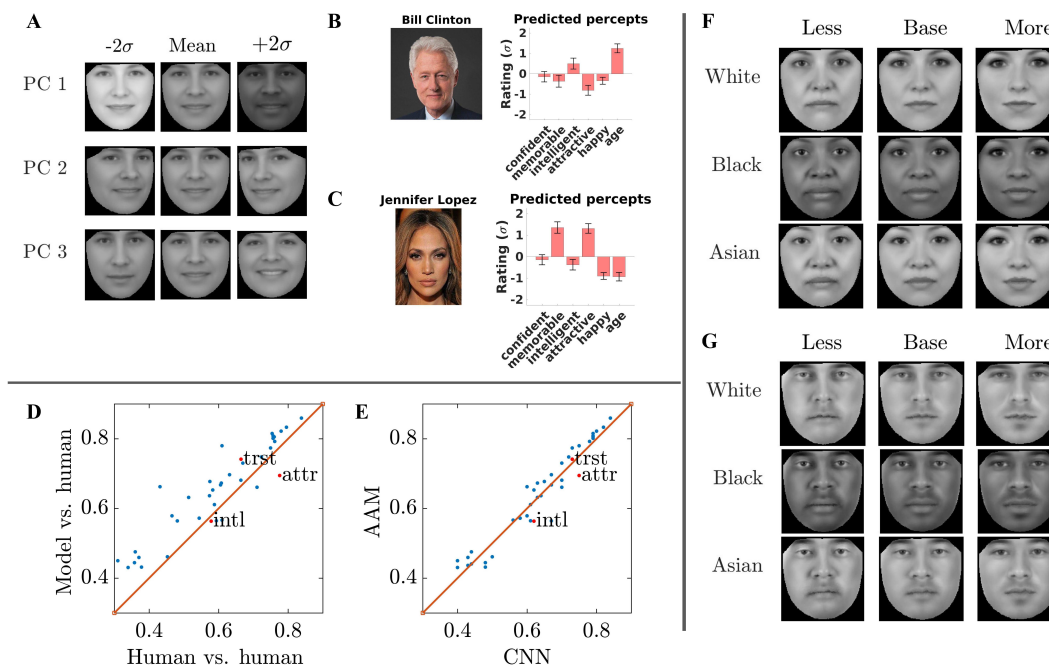 A
-2σ Mean +2σ
PC 1
PC 2
PC 3
B
Bill Clinton
Predicted percepts
Rating (σ)
2
1
0
-1
-2
confident
memorable
intelligent
attractive
happy
age
C
Jennifer Lopez
Predicted percepts
Rating (σ)
2
1
0
-1
-2
confident
memorable
intelligent
attractive
happy
age
D
Model vs. human
0.8
0.6
0.4
trst
attr
intl
0.4 0.6 0.8
Human vs. human
E
AAM
0.8
0.6
0.4
trst
attr
intl
0.4 0.6 0.8
CNN
F
Less Base More
White
Black
Asian
G
Less Base More
White
Black
Asian